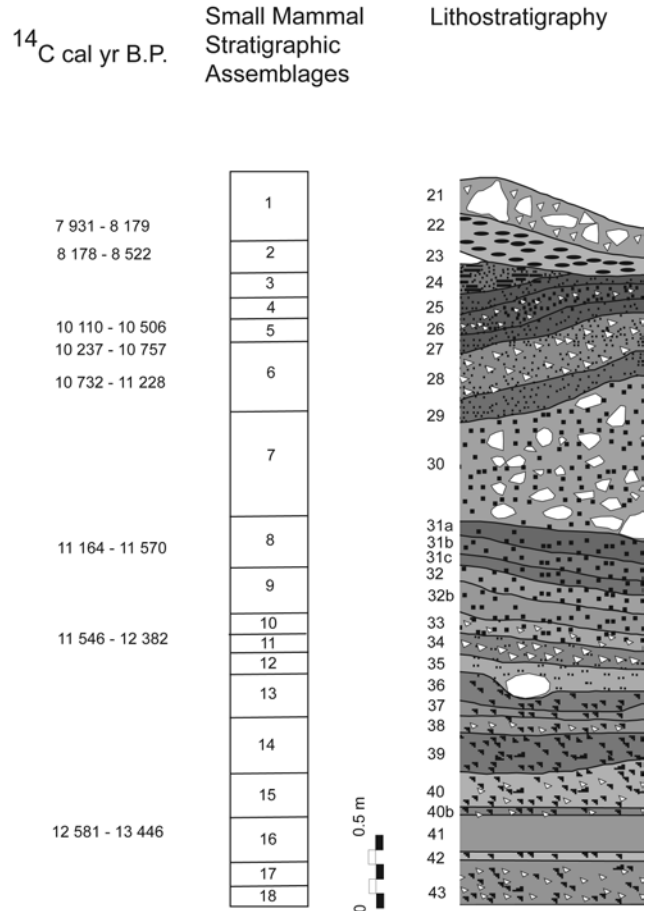 14C cal yr B.P.
Small Mammal
Stratigraphic
Assemblages
Lithostratigraphy
7 931 - 8 179
8 178 - 8 522
10 110 - 10 506
10 237 - 10 757
10 732 - 11 228
11 164 - 11 570
11 546 - 12 382
12 581 - 13 446
1
2
3
4
5
6
7
8
9
10
11
12
13
14
15
16
17
18
0.5 m
0
21
22
23
24
25
26
27
28
29
30
31a
31b
31c
32
32b
33
34
35
36
37
38
39
40
40b
41
42
43